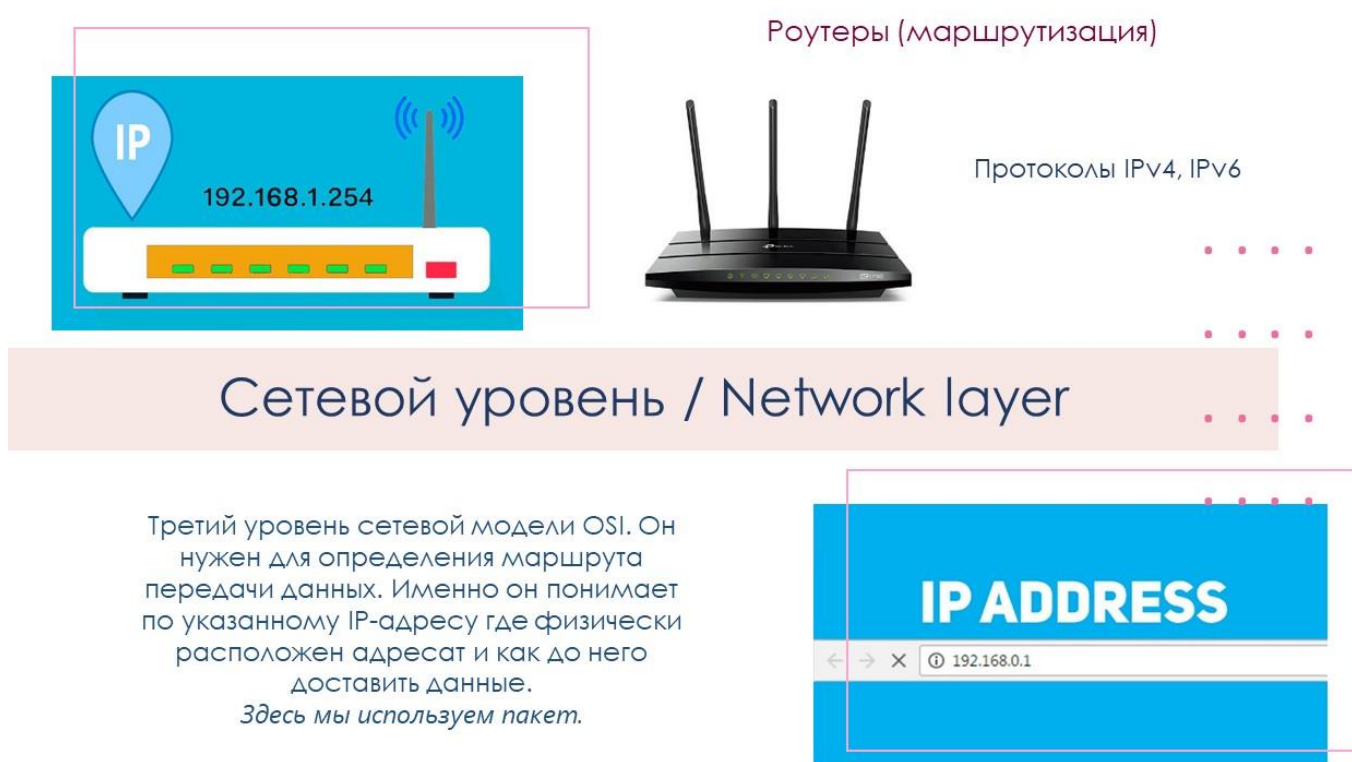 Роутеры (маршрутизация)
IP
192.168.1.254
Протоколы IPv4, IPv6
Сетевой уровень / Network layer
Третий уровень сетевой модели OSI. Он
нужен для определения маршрута
передачи данных. Именно он понимает
по указанному IP-адресу где физически
расположен адресат и как до него
доставить данные.
Здесь мы используем пакет.
IP ADDRESS
192.168.0.1